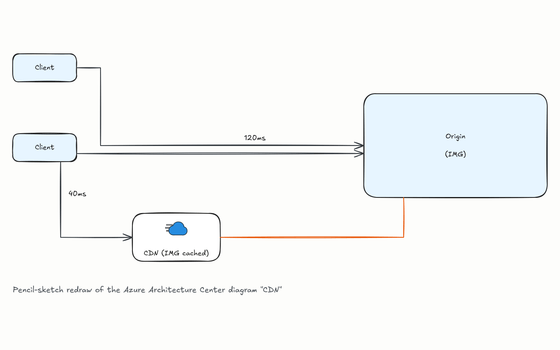 Client
120ms
Origin
(IMG)
Client
40ms
CDN (IMG cached)
Pencil-sketch redraw of the Azure Architecture Center diagram "CDN"